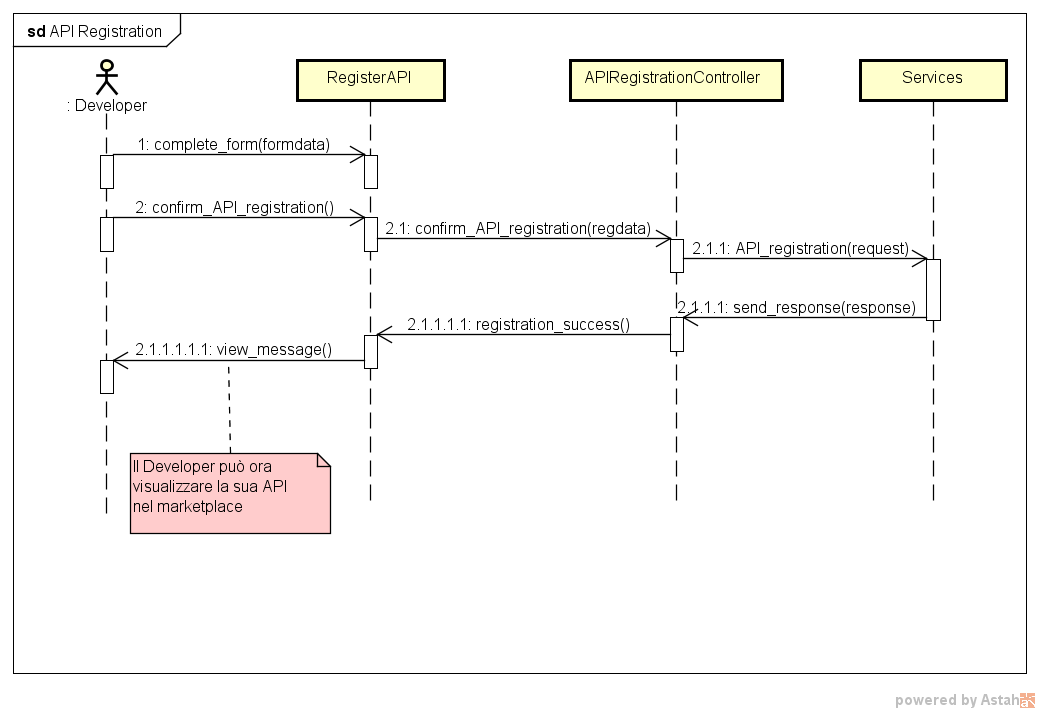 sd API Registration
: Developer
RegisterAPI
APIRegistrationController
Services
1: complete_form(formdata)
2: confirm_API_registration()
2.1: confirm_API_registration(regdata)
2.1.1: API_registration(request)
2.1.1.1: send_response(response)
2.1.1.1.1: registration_success()
2.1.1.1.1.1: view_message()
Il Developer può ora
visualizzare la sua API
nel marketplace
powered by Astah